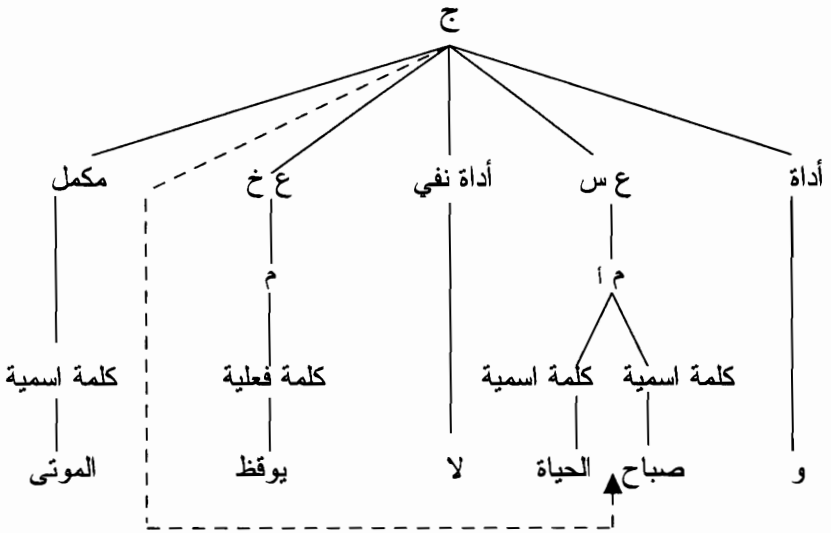 ج
أداة ع س أداة نفي ع خ مكمل
م أ م
كلمة اسمية كلمة اسمية كلمة فعلية كلمة اسمية
و صباح الحياة لا يوقظ الموتى